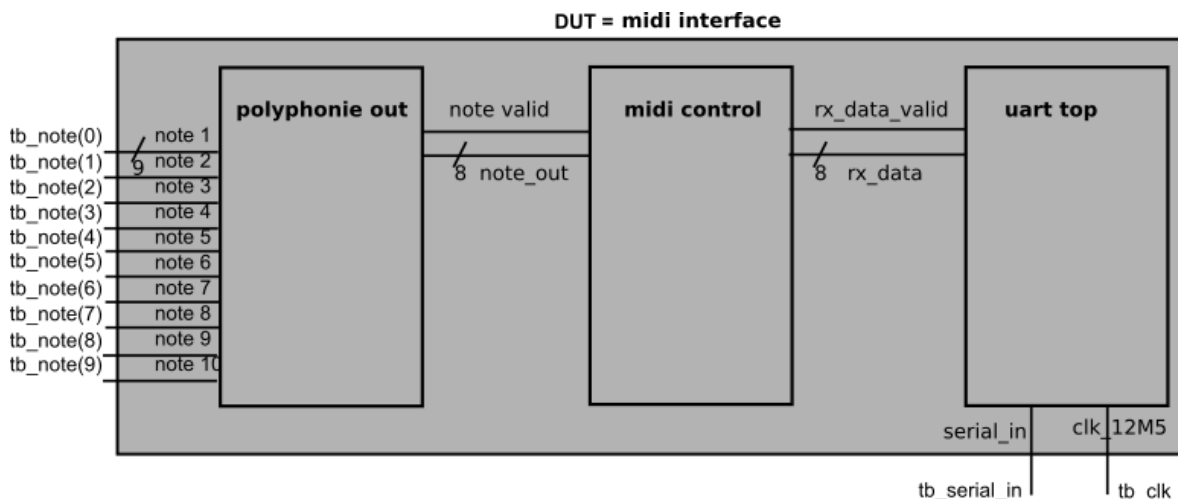 DUT = midi interface
polyphonie out
note valid
midi control
rx_data_valid
uart top
tb_note(0)
note 1
tb_note(1)
9
note 2
8
note_out
8
rx_data
tb_note(2)
note 3
tb_note(3)
note 4
tb_note(4)
note 5
tb_note(5)
note 6
tb_note(6)
note 7
tb_note(7)
note 8
tb_note(8)
note 9
tb_note(9)
note 10
serial_in
clk_12M5
tb_serial_in
tb_clk